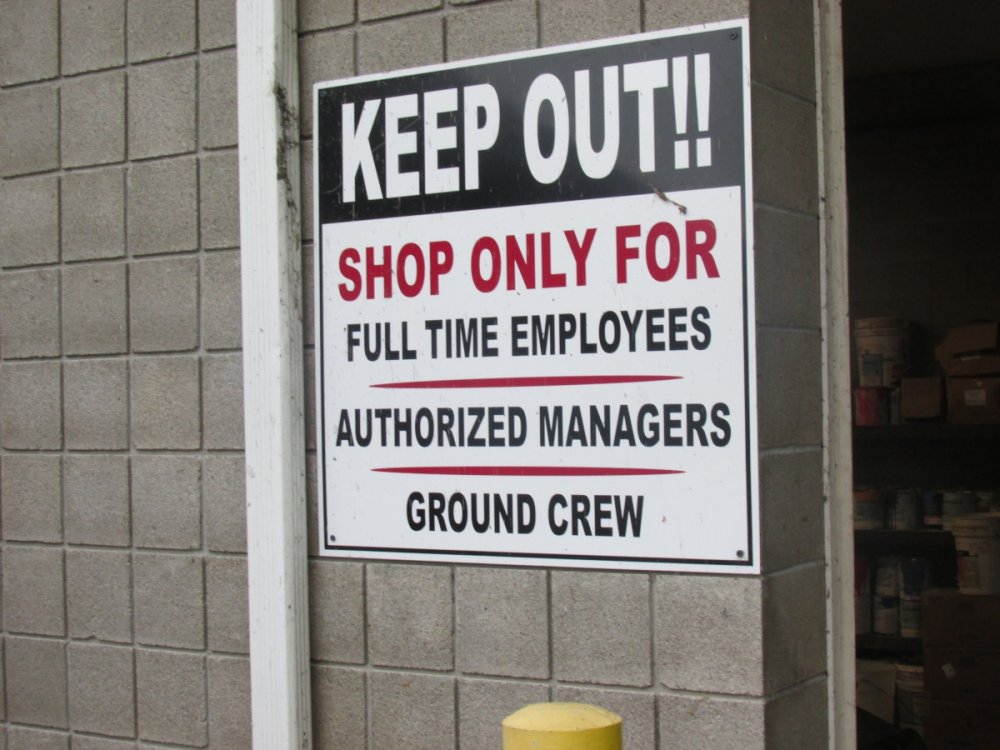 KEEP OUT!!
SHOP ONLY FOR
FULL TIME EMPLOYEES
AUTHORIZED MANAGERS
GROUND CREW